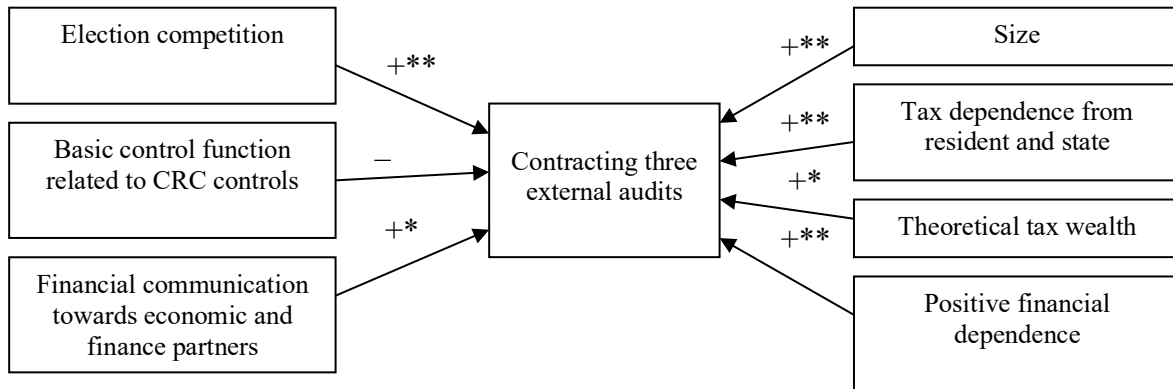 Election competition
+**
Basic control function
related to CRC controls
–
Financial communication
towards economic and
finance partners
+*
Contracting three
external audits
Size
+**
Tax dependence from
resident and state
+**
Theoretical tax wealth
+*
Positive financial
dependence
+**